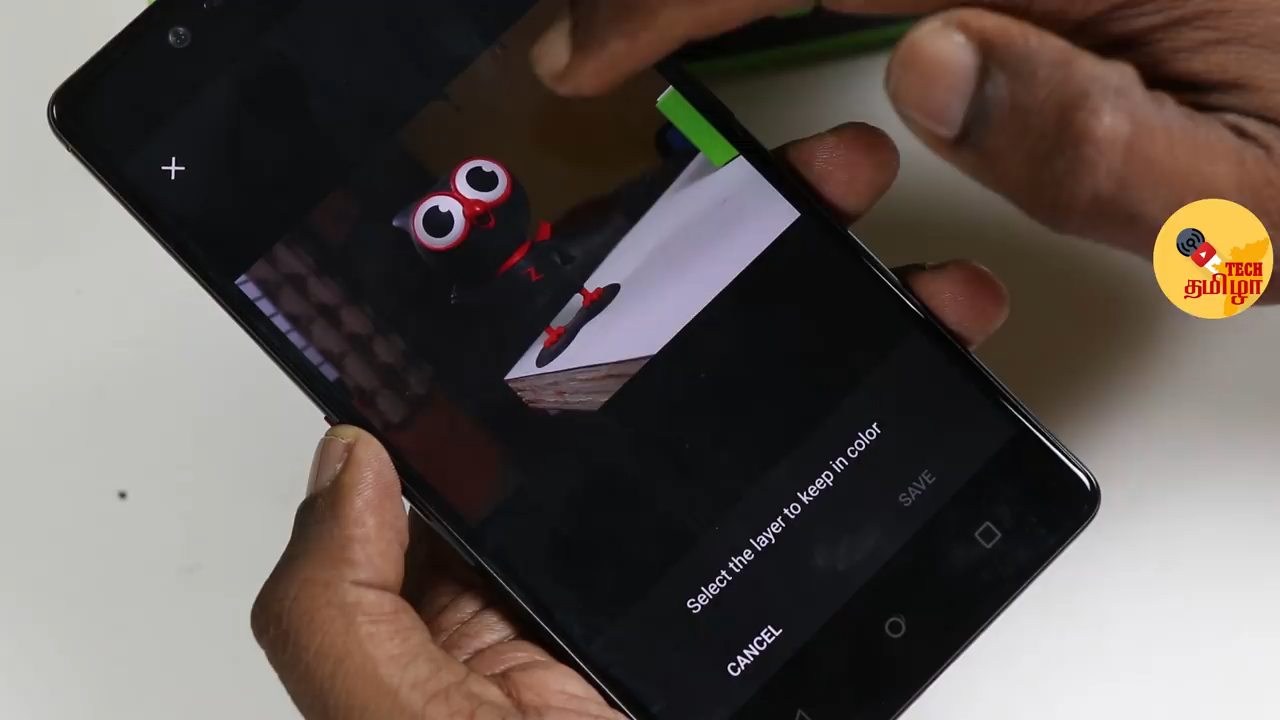 Select the layer to keep in color
SAVE
CANCEL
Z
TECH
தமிழா